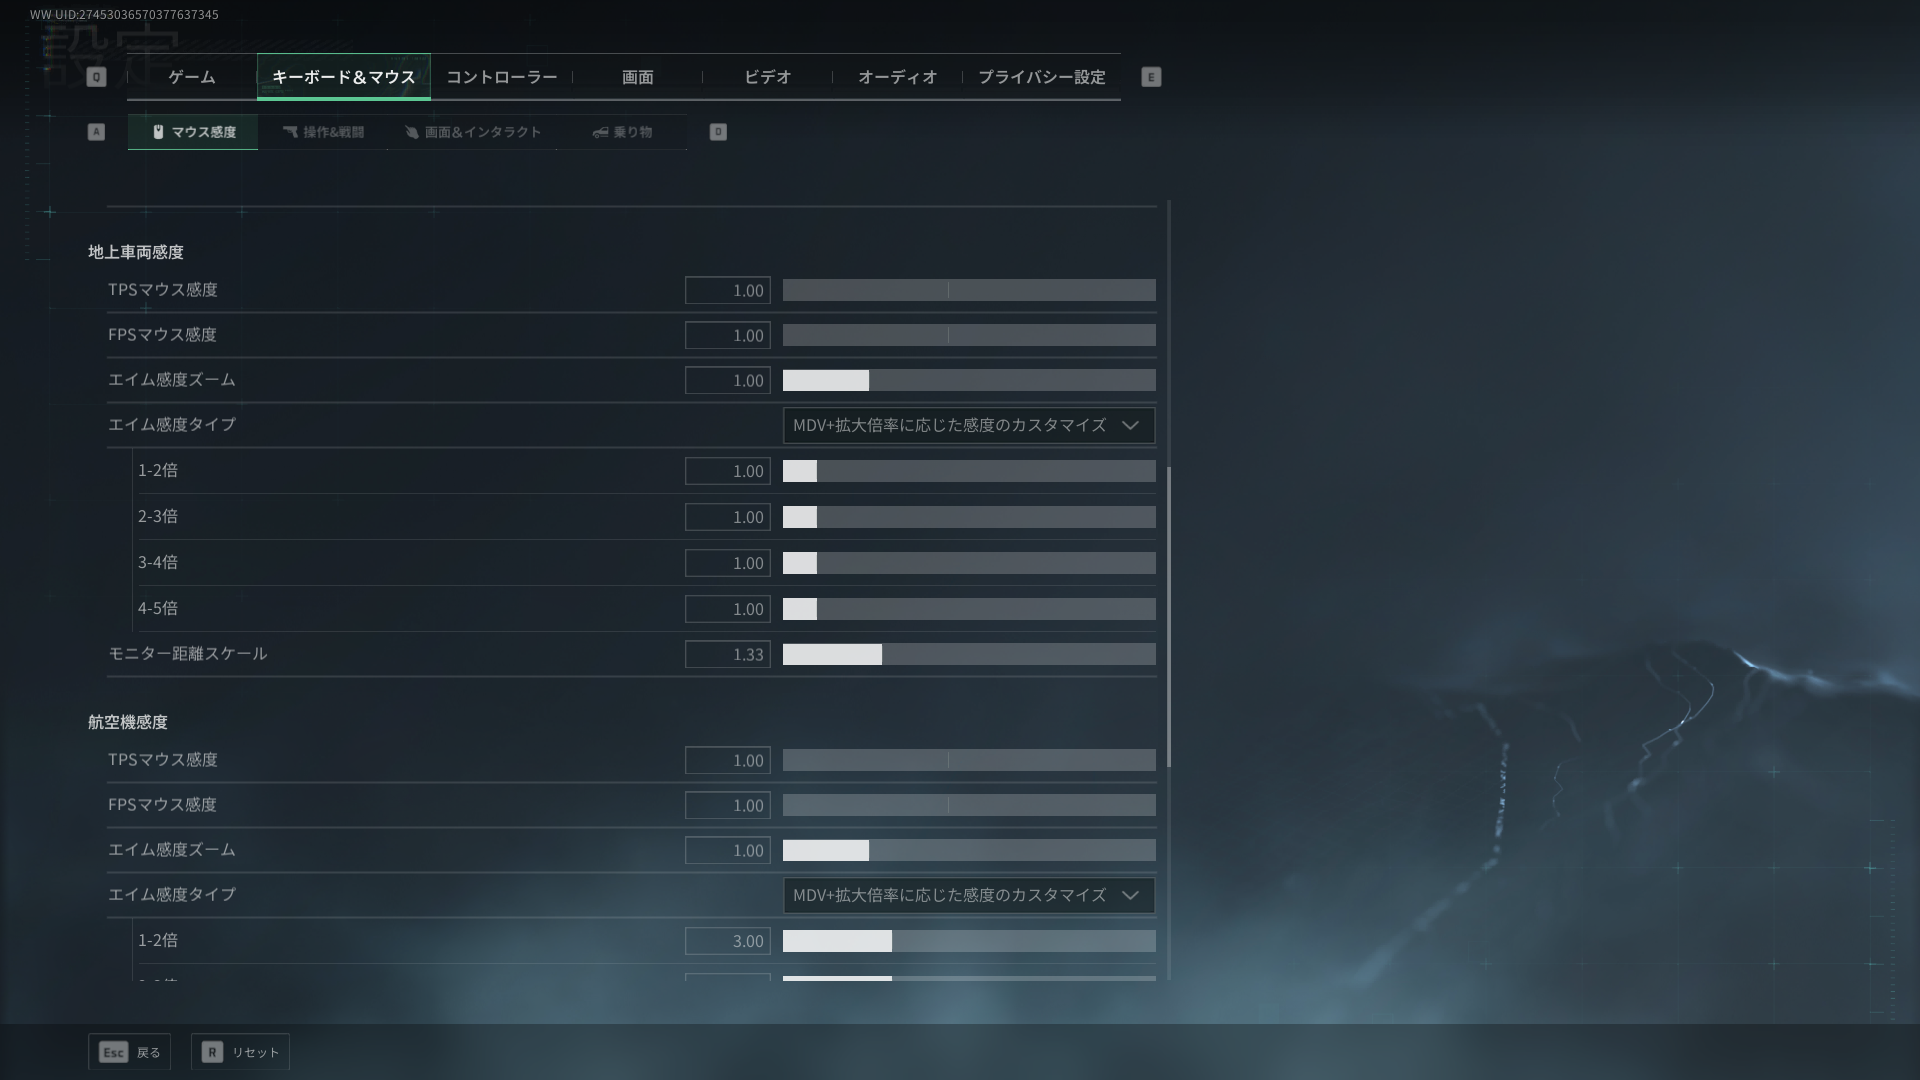 WW UID:27453036570377637345
設定
Q ゲーム キーボード＆マウス コントローラー 画面 ビデオ オーディオ プライバシー設定 E
A マウス感度 操作&戦闘 画面＆インタラクト 乗り物 D
地上車両感度
TPSマウス感度 1.00
FPSマウス感度 1.00
エイム感度ズーム 1.00
エイム感度タイプ MDV+拡大倍率に応じた感度のカスタマイズ
1-2倍 1.00
2-3倍 1.00
3-4倍 1.00
4-5倍 1.00
モニター距離スケール 1.33
航空機感度
TPSマウス感度 1.00
FPSマウス感度 1.00
エイム感度ズーム 1.00
エイム感度タイプ MDV+拡大倍率に応じた感度のカスタマイズ
1-2倍 3.00
Esc 戻る R リセット